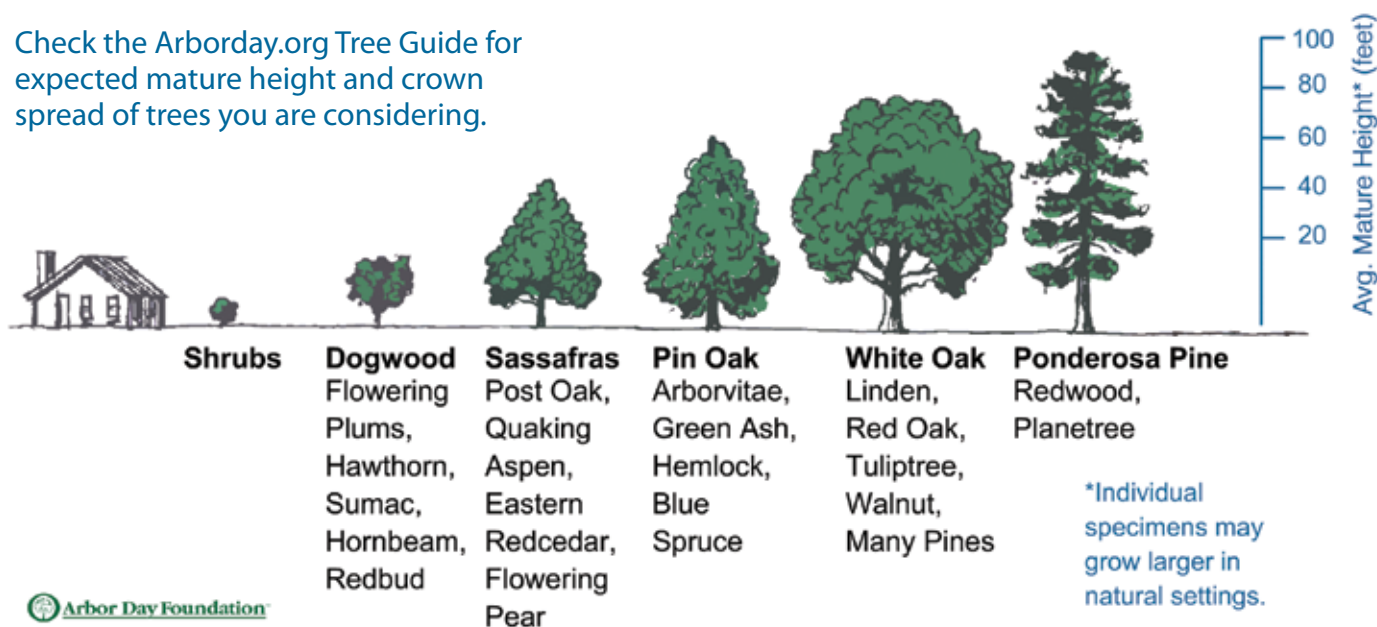 Check the Arborday.org Tree Guide for
expected mature height and crown
spread of trees you are considering.
100
80
60
40
20
Avg. Mature Height* (feet)
Shrubs
Dogwood
Flowering
Plums,
Hawthorn,
Sumac,
Hornbeam,
Redbud
Sassafras
Post Oak,
Quaking
Aspen,
Eastern
Redcedar,
Flowering
Pear
Pin Oak
Arborvitae,
Green Ash,
Hemlock,
Blue
Spruce
White Oak
Linden,
Red Oak,
Tuliptree,
Walnut,
Many Pines
Ponderosa Pine
Redwood,
Planetree
*Individual
specimens may
grow larger in
natural settings.
Arbor Day Foundation